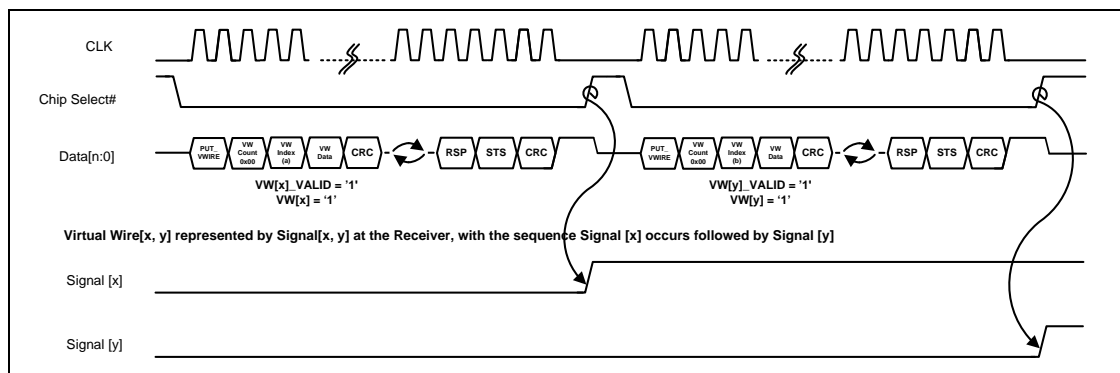 CLK
Chip Select#
Data[n:0]
PUT_ VWIRE
VW Count 0x00
VW Index (a)
VW Data
CRC
RSP
STS
CRC
PUT_ VWIRE
VW Count 0x00
VW Index (b)
VW Data
CRC
RSP
STS
CRC
VW[x]_VALID = '1'
VW[x] = ‘1’
VW[y]_VALID = '1'
VW[y] = ‘1’
Virtual Wire[x, y] represented by Signal[x, y] at the Receiver, with the sequence Signal [x] occurs followed by Signal [y]
Signal [x]
Signal [y]